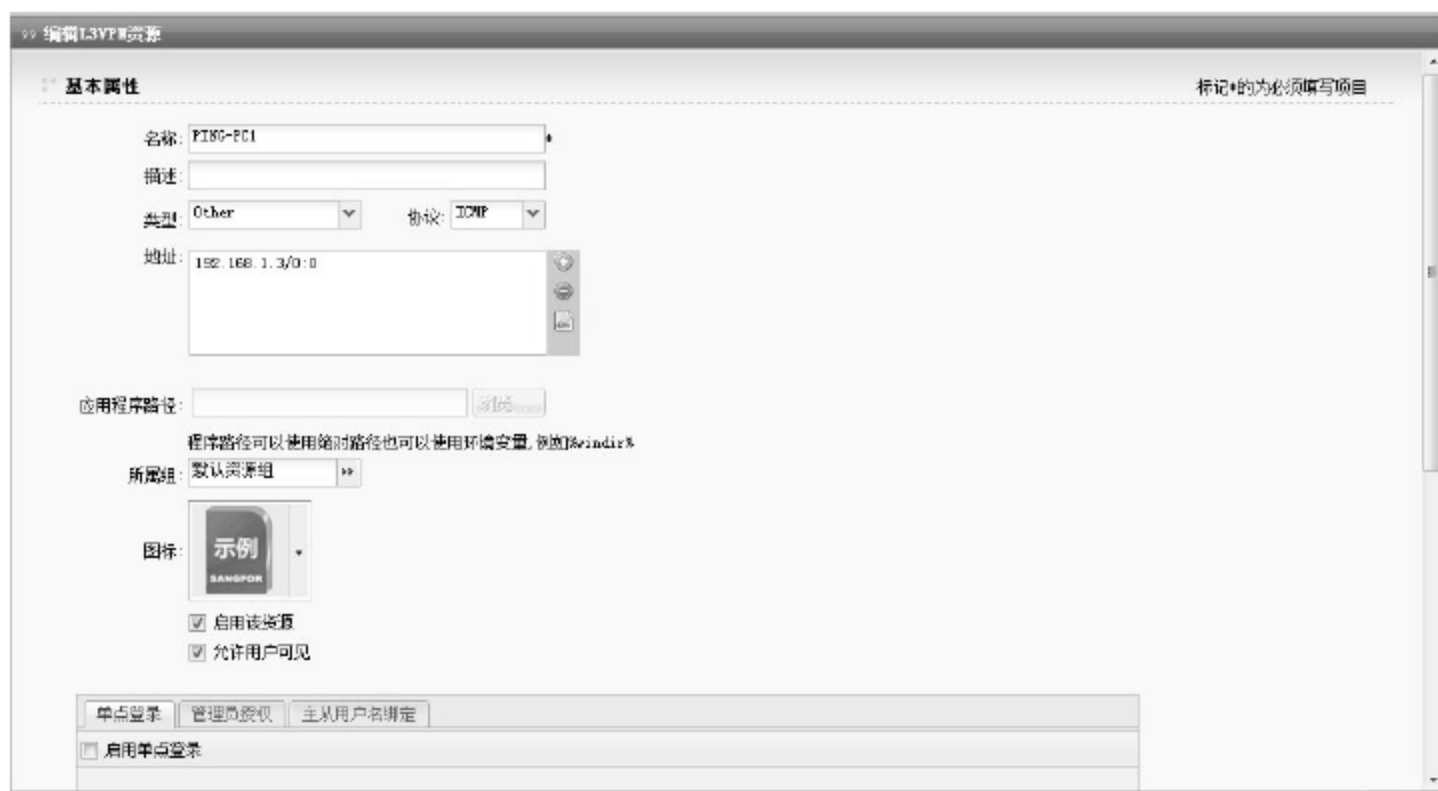 编辑L3VPN资源
基本属性
标记*的为必须填写项目
名称: PING-PC1 *
描述:
类型: Other 协议: ICMP
地址: 192.168.1.3/0:0
应用程序路径: 浏览...
程序路径可以使用绝对路径也可以使用环境变量,例如%windir%
所属组: 默认资源组 >>
图标: 示例
SANGFOR
启用该资源
允许用户可见
单点登录 管理员授权 主从用户名绑定
启用单点登录